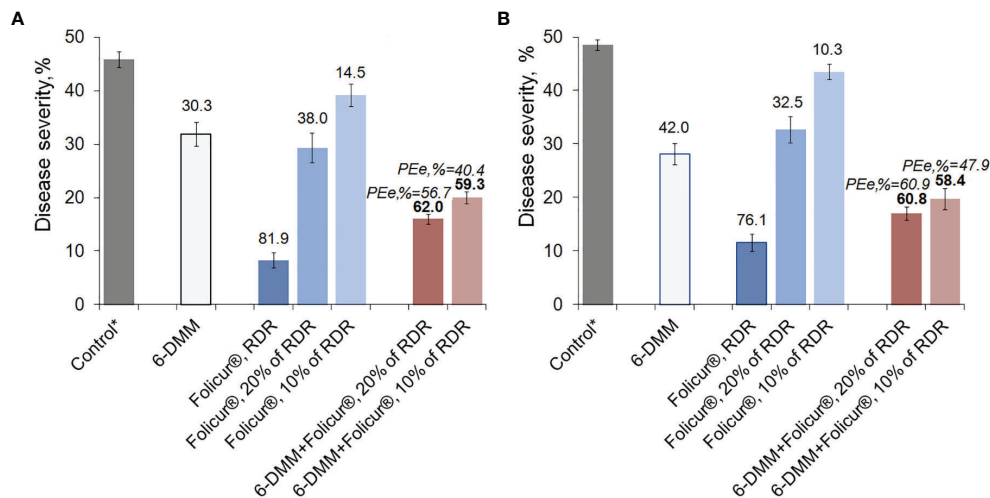 A
Disease severity,%
50
40
30
20
10
0
30.3
81.9
38.0
14.5
PEe,%=56.7
62.0
PEe,%=40.4
59.3
Control*
6-DMM
Folicur®, RDR
Folicur®, 20% of RDR
Folicur®, 10% of RDR
6-DMM+Folicur®, 20% of RDR
6-DMM+Folicur®, 10% of RDR
B
Disease severity, %
50
40
30
20
10
0
42.0
76.1
32.5
10.3
PEe,%=60.9
60.8
PEe,%=47.9
58.4
Control*
6-DMM
Folicur®, RDR
Folicur®, 20% of RDR
Folicur®, 10% of RDR
6-DMM+Folicur®, 20% of RDR
6-DMM+Folicur®, 10% of RDR